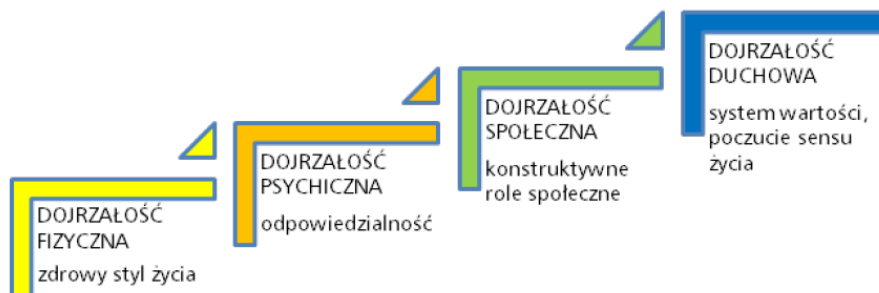 DOJRZAŁOŚĆ
FIZYCZNA
zdrowy styl życia
DOJRZAŁOŚĆ
PSYCHICZNA
odpowiedzialność
DOJRZAŁOŚĆ
SPOŁECZNA
konstruktywne
role społeczne
DOJRZAŁOŚĆ
DUCHOWA
system wartości,
poczucie sensu
życia